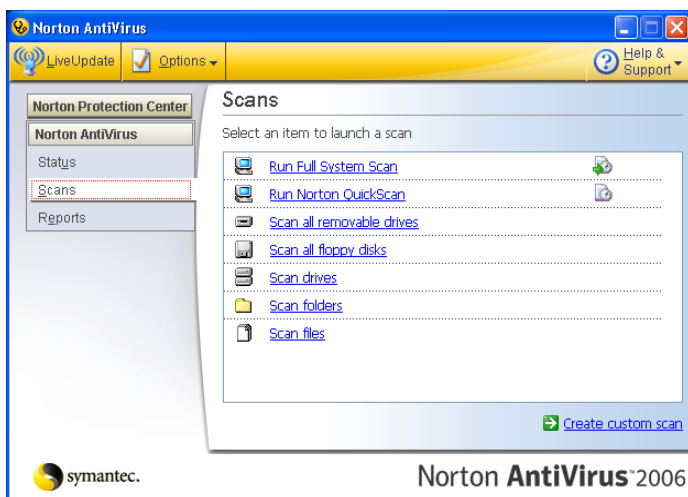 Norton AntiVirus
LiveUpdate Options Help & Support
Norton Protection Center
Norton AntiVirus
Status
Scans
Reports
Scans
Select an item to launch a scan
Run Full System Scan
Run Norton QuickScan
Scan all removable drives
Scan all floppy disks
Scan drives
Scan folders
Scan files
Create custom scan
symantec.
Norton AntiVirus™2006